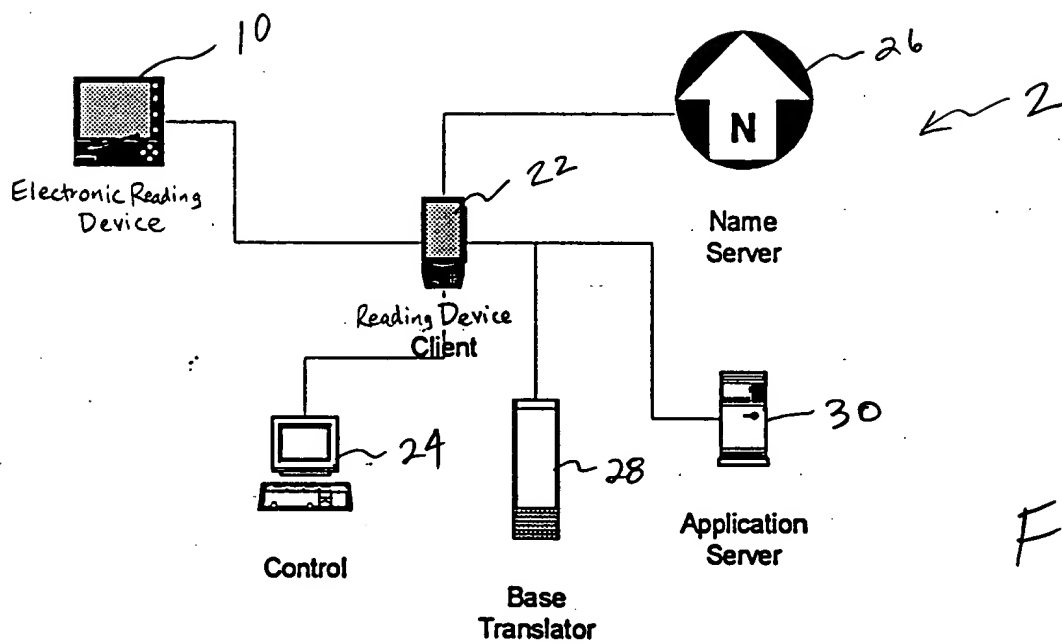 10
26
2
N
Electronic Reading
Device
22
Name
Server
Reading Device
Client
24
28
30
Control
Application
Server
F
Base
Translator